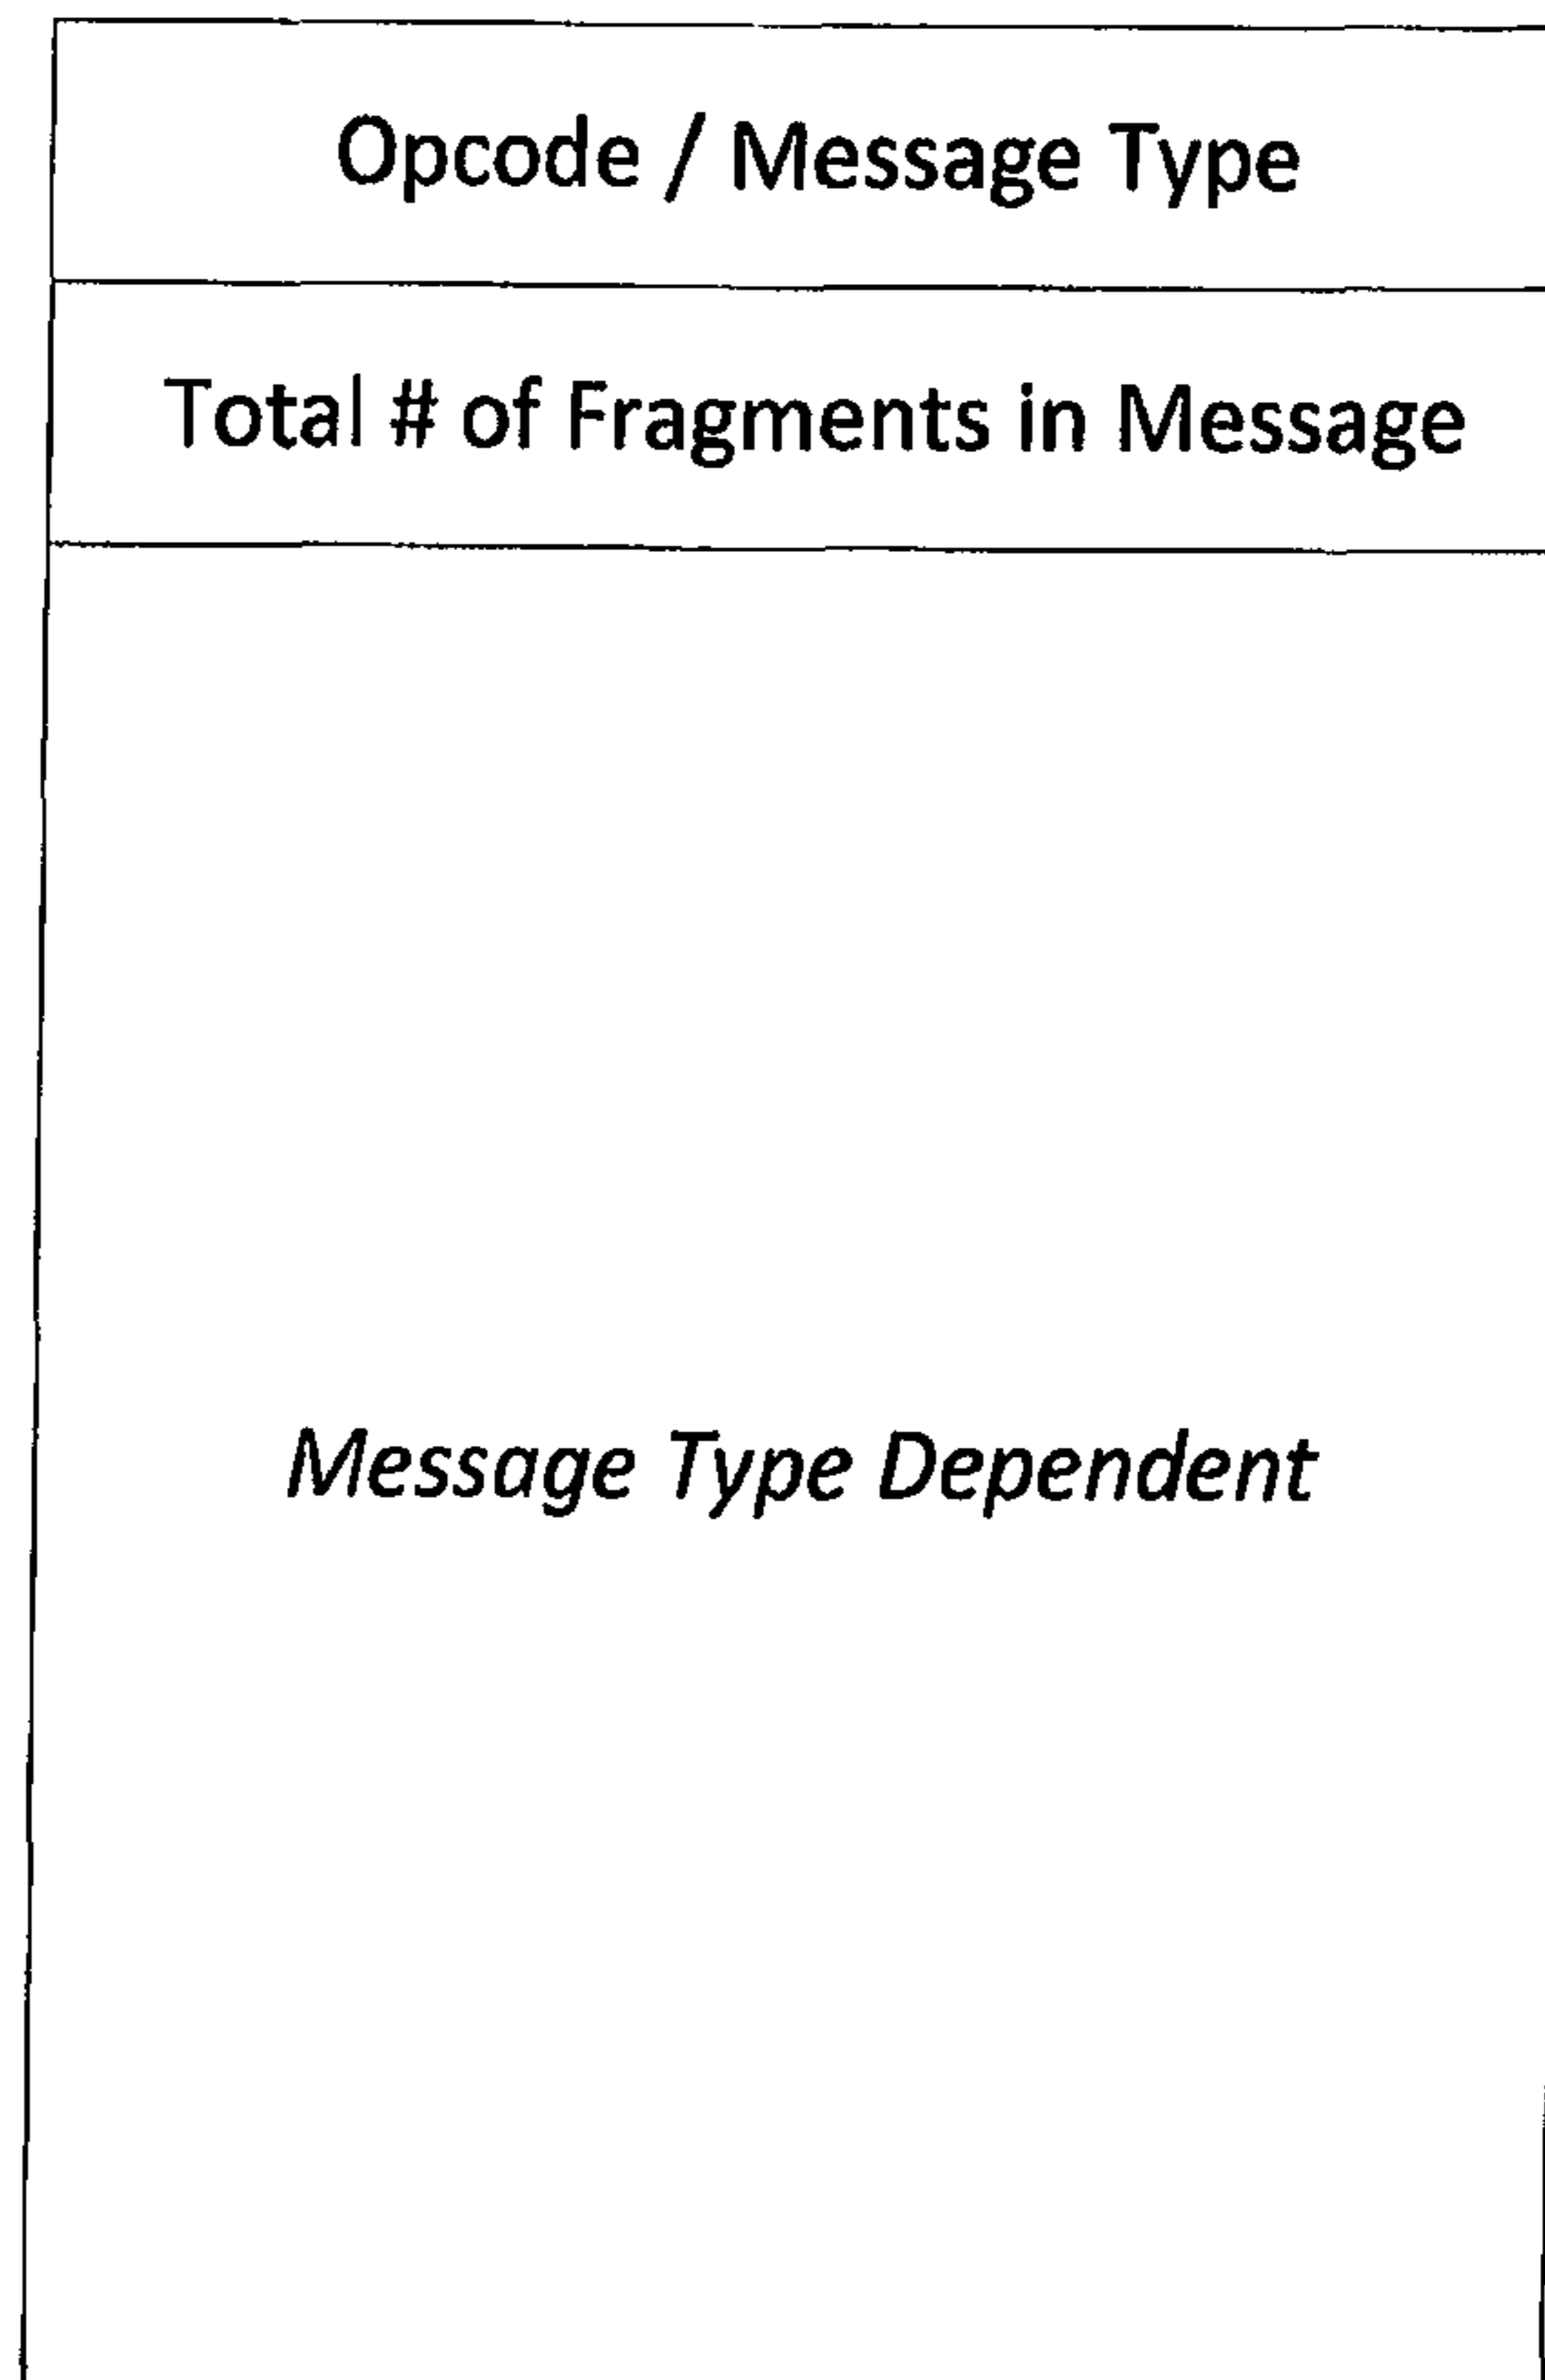 Opcode / Message Type
Total # of Fragments in Message
Message Type Dependent